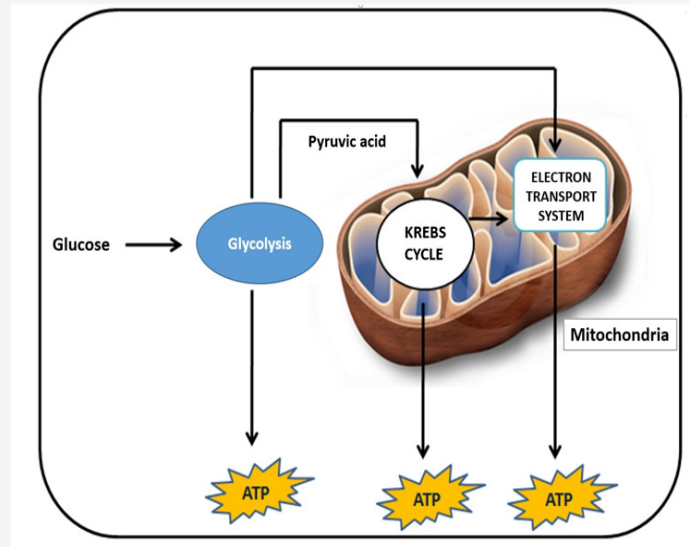 Pyruvic acid
ELECTRON
TRANSPORT
SYSTEM
Glucose
Glycolysis
KREBS
CYCLE
Mitochondria
ATP
ATP
ATP